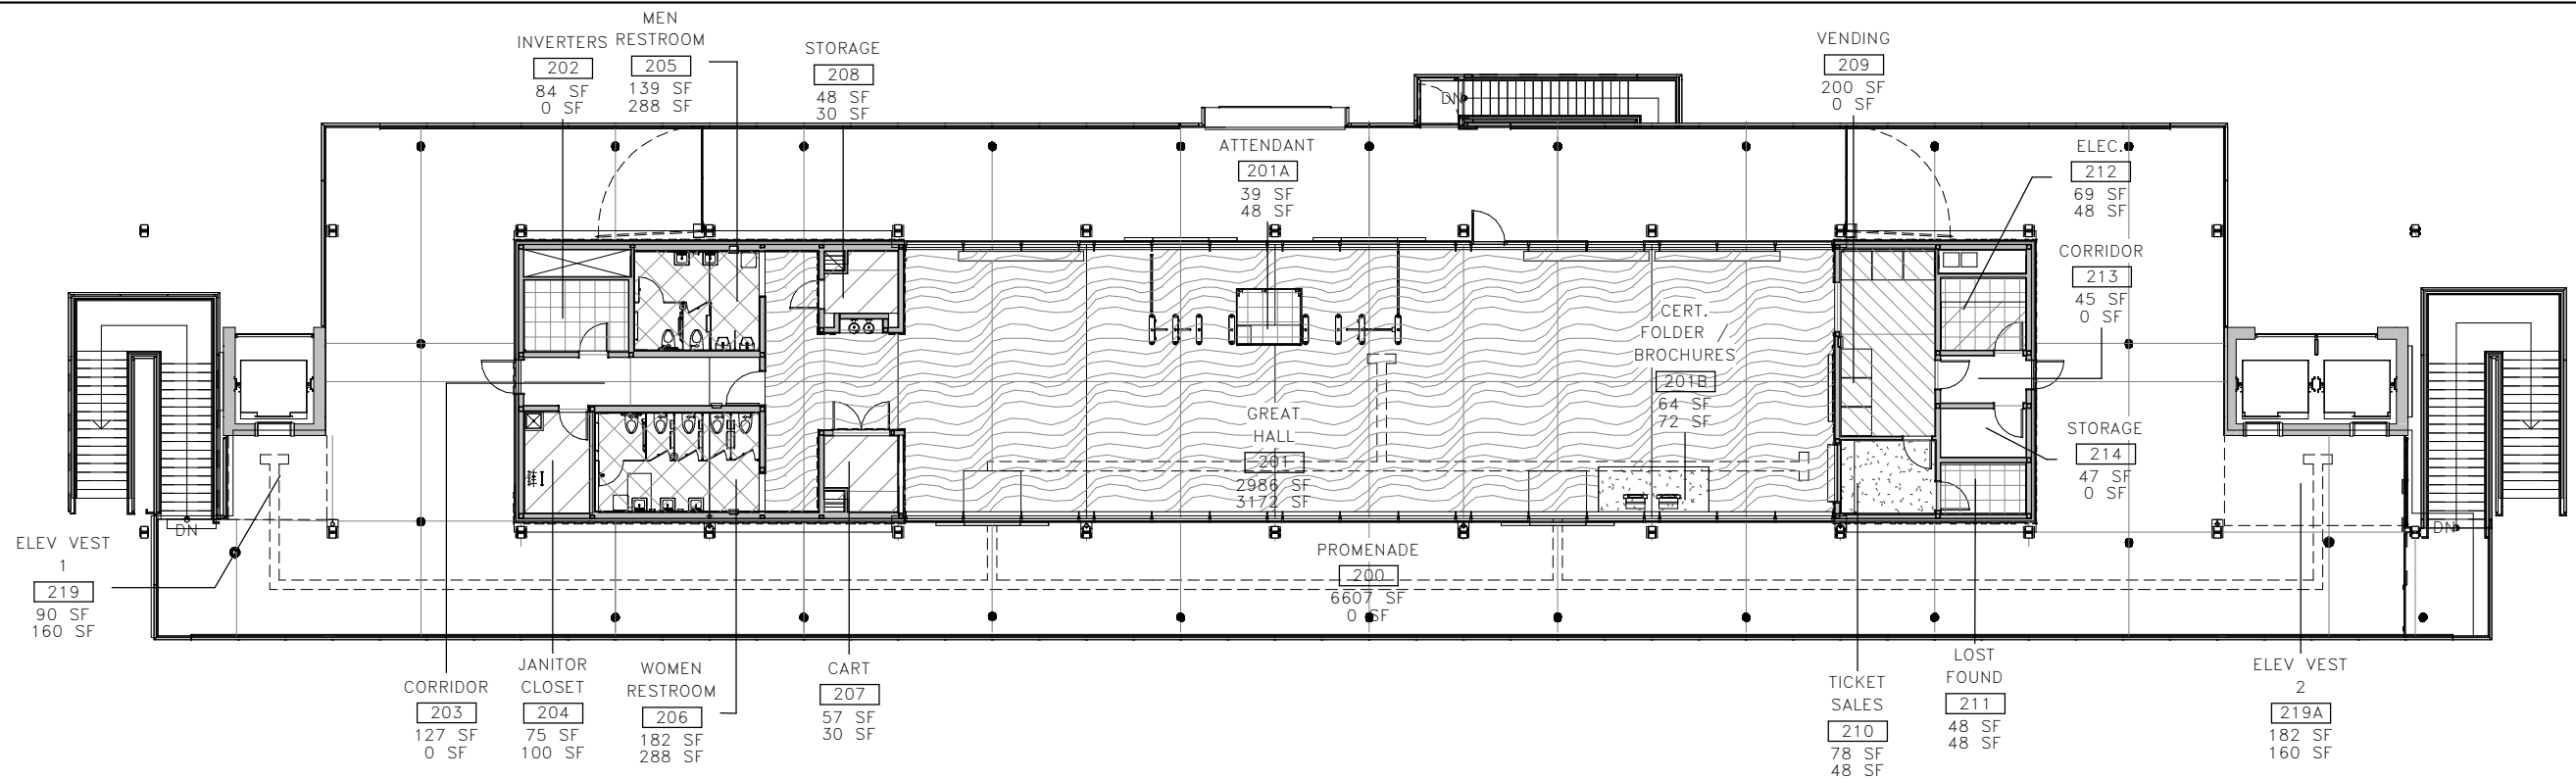 INVERTERS
202
84 SF
0 SF
MEN
RESTROOM
205
139 SF
288 SF
STORAGE
208
48 SF
30 SF
ATTENDANT
201A
39 SF
48 SF
DN
VENDING
209
200 SF
0 SF
ELEC.
212
69 SF
48 SF
CORRIDOR
213
45 SF
0 SF
CERT.
FOLDER /
BROCHURES
201B
64 SF
72 SF
GREAT
HALL
201
2986 SF
3172 SF
STORAGE
214
47 SF
0 SF
DN
DN
ELEV VEST
1
219
90 SF
160 SF
PROMENADE
200
6607 SF
0 SF
CORRIDOR
203
127 SF
0 SF
JANITOR
CLOSET
204
75 SF
100 SF
WOMEN
RESTROOM
206
182 SF
288 SF
CART
207
57 SF
30 SF
TICKET
SALES
210
78 SF
48 SF
LOST
FOUND
211
48 SF
48 SF
ELEV VEST
2
219A
182 SF
160 SF